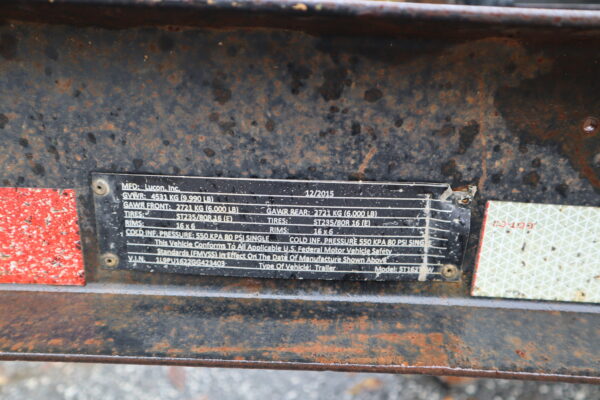 MFD: Lucon, Inc. 12/2015
GVWR: 4531 KG (9,990 LB)
GAWR FRONT: 2721 KG (6,000 LB) GAWR REAR: 2721 KG (6,000 LB)
TIRES: ST235/80R 16 (E) TIRES: ST235/80R 16 (E)
RIMS: 16 x 6 RIMS: 16 x 6
COLD INF. PRESSURE: 550 KPA 80 PSI SINGLE COLD INF. PRESSURE: 550 KPA 80 PSI SING
This Vehicle Conforms To All Applicable U.S. Federal Motor Vehicle Safety
Standards (FMVSS) In Effect On The Date Of Manufacture Shown Above
V.I.N. Type Of Vehicle: Trailer Model: